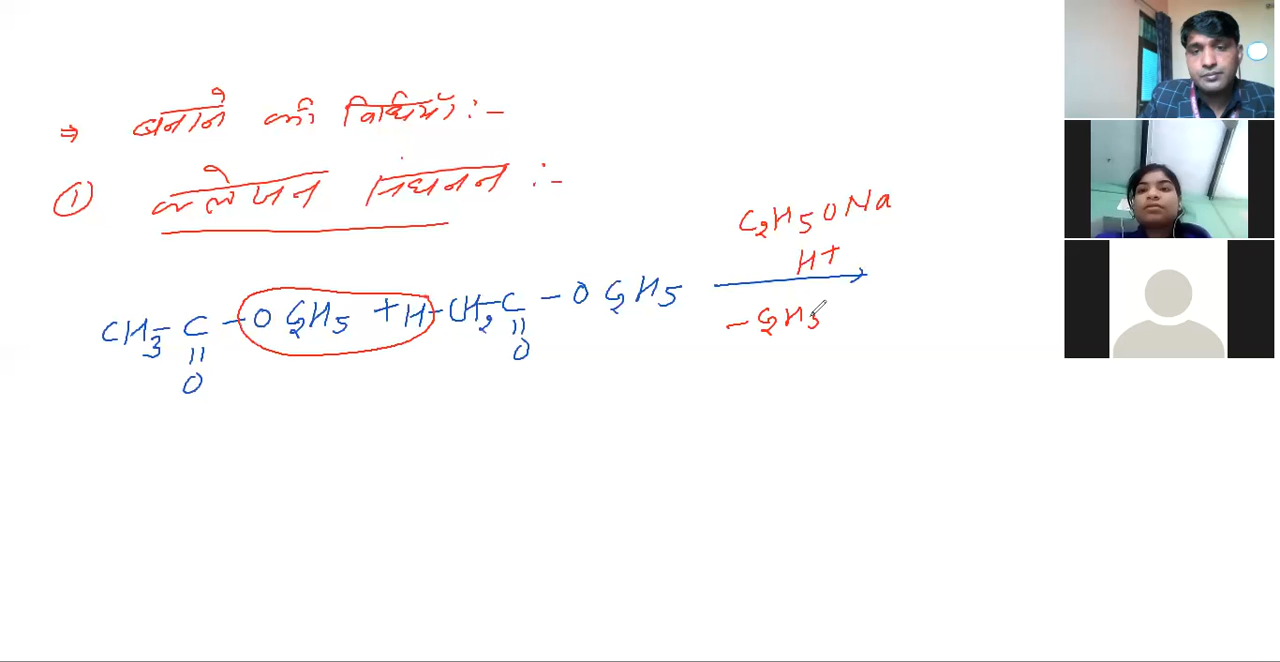 ⇒ बनाने की विधियाँ :-
① क्लेजन संघनन :-
C₂H₅ONa
H+
CH₃-C-OC₂H₅+H-CH₂-C-OC₂H₅
-C₂H5
||
O
||
O